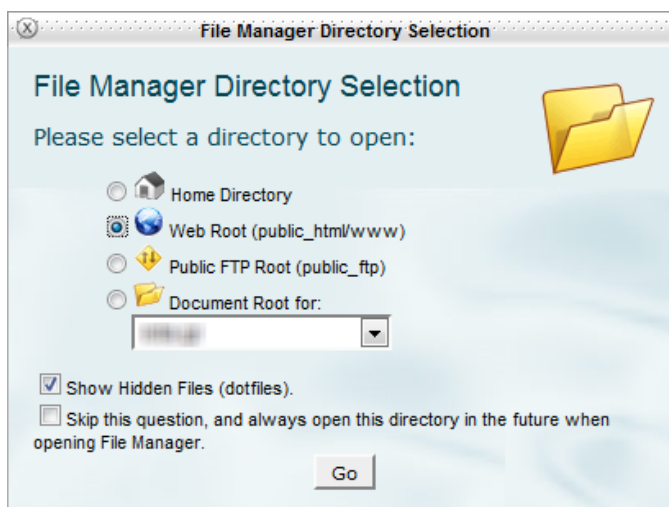 File Manager Directory Selection
File Manager Directory Selection
Please select a directory to open:
Home Directory
Web Root (public_html/www)
Public FTP Root (public_ftp)
Document Root for:
Show Hidden Files (dotfiles).
Skip this question, and always open this directory in the future when
opening File Manager.
Go